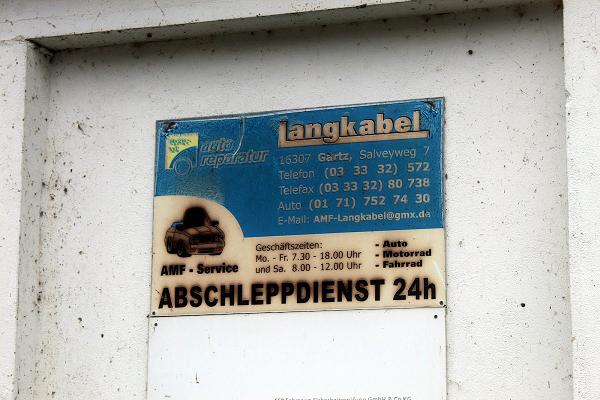 Langkabel
auto
reparatur
16307 Gartz, Salveyweg 7
Telefon (03 33 32) 572
Telefax (03 33 32) 80 738
Auto (01 71) 752 74 30
E-Mail: AMF-Langkabel@gmx.de
AMF - Service
Geschäftszeiten:
Mo. - Fr. 7.30 - 18.00 Uhr
und Sa. 8.00 - 12.00 Uhr
- Auto
- Motorrad
- Fahrrad
ABSCHLEPPDIENST 24h